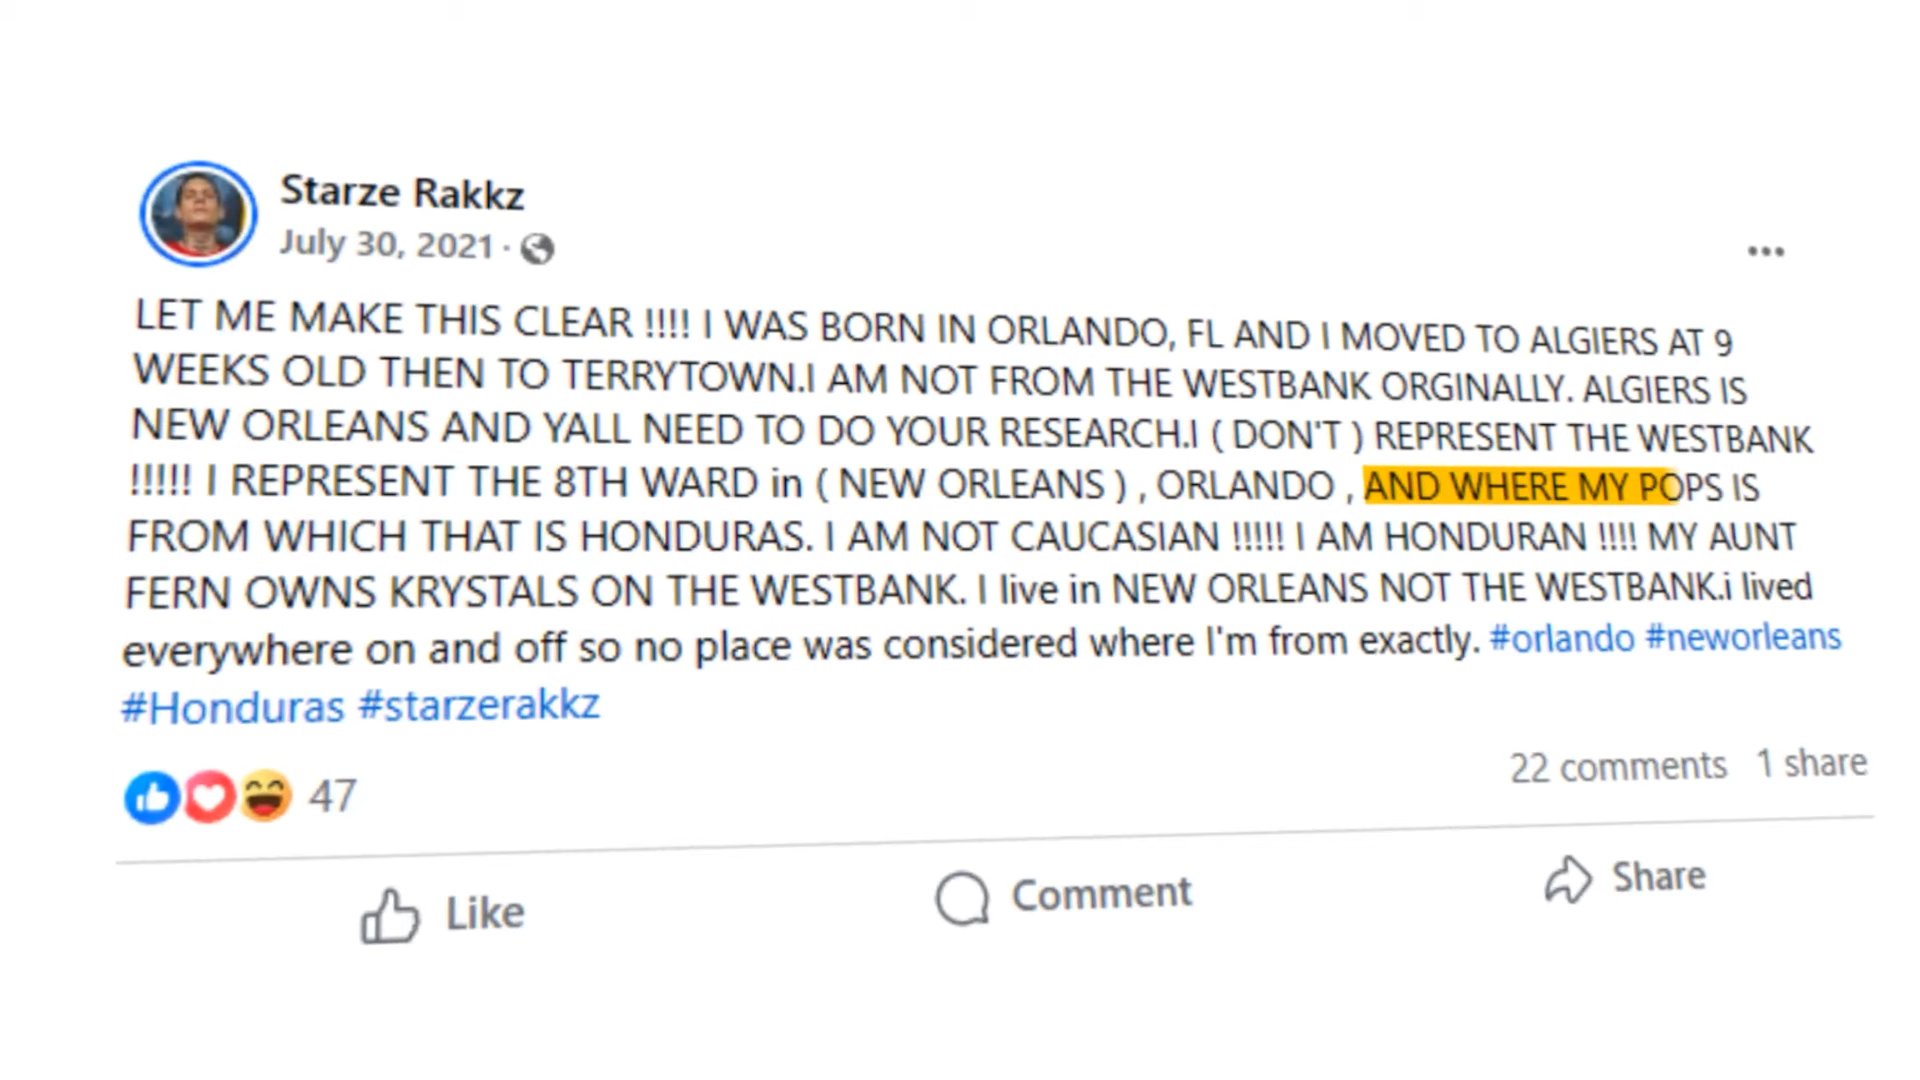 Starze Rakkz
July 30, 2021 ·
LET ME MAKE THIS CLEAR !!!! I WAS BORN IN ORLANDO, FL AND I MOVED TO ALGIERS AT 9
WEEKS OLD THEN TO TERRYTOWN.I AM NOT FROM THE WESTBANK ORGINALLY. ALGIERS IS
NEW ORLEANS AND YALL NEED TO DO YOUR RESEARCH.I ( DON'T ) REPRESENT THE WESTBANK
!!!!! I REPRESENT THE 8TH WARD in ( NEW ORLEANS ) , ORLANDO , AND WHERE MY POPS IS
FROM WHICH THAT IS HONDURAS. I AM NOT CAUCASIAN !!!!! I AM HONDURAN !!!! MY AUNT
FERN OWNS KRYSTALS ON THE WESTBANK. I live in NEW ORLEANS NOT THE WESTBANK.i lived
everywhere on and off so no place was considered where I'm from exactly. #orlando #neworleans
#Honduras #starzerakkz
47
22 comments 1 share
Like
Comment
Share